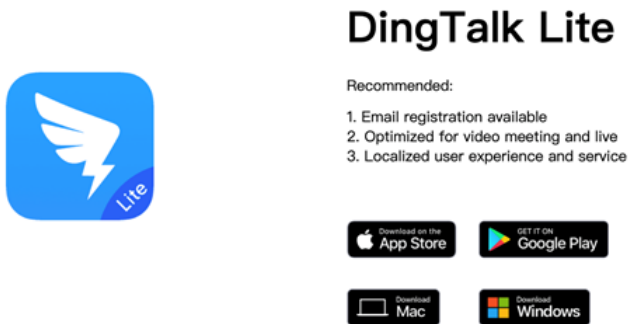 DingTalk Lite
Recommended:
1. Email registration available
2. Optimized for video meeting and live
3. Localized user experience and service
Lite
Download on the
App Store
GET IT ON
Google Play
Download
Mac
Download
Windows